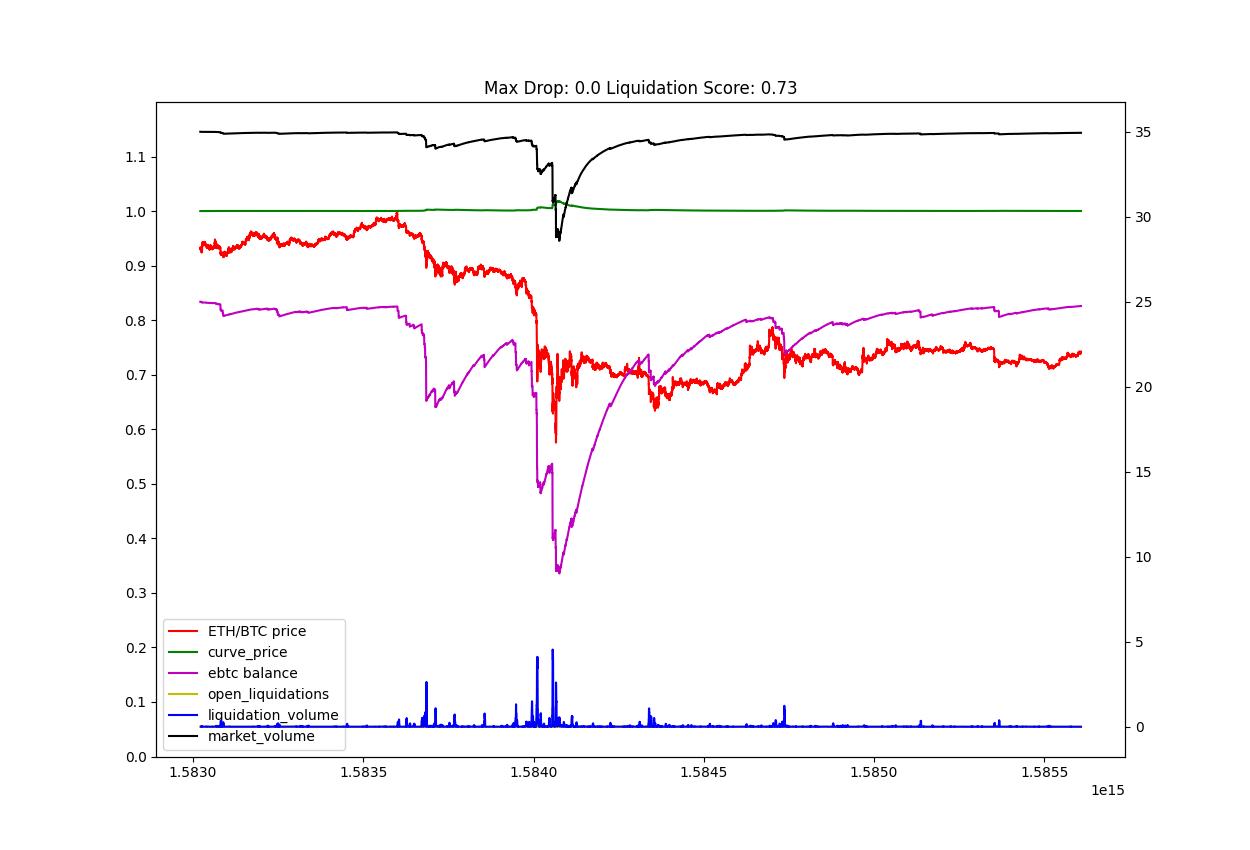 Max Drop: 0.0 Liquidation Score: 0.73
1.1
1.0
0.9
0.8
0.7
0.6
0.5
0.4
0.3
0.2
0.1
0.0
35
30
25
20
15
10
5
0
ETH/BTC price
curve_price
ebtc balance
open_liquidations
liquidation_volume
market_volume
1.5830 1.5835 1.5840 1.5845 1.5850 1.5855
1e15